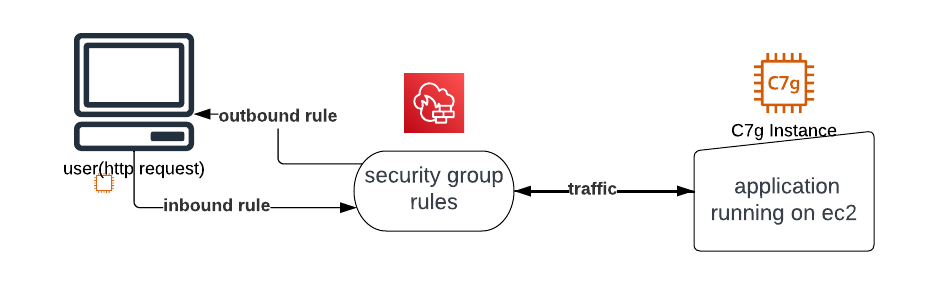 C7g
C7g Instance
outbound rule
user(http request)
security group
rules
inbound rule
traffic
application
running on ec2